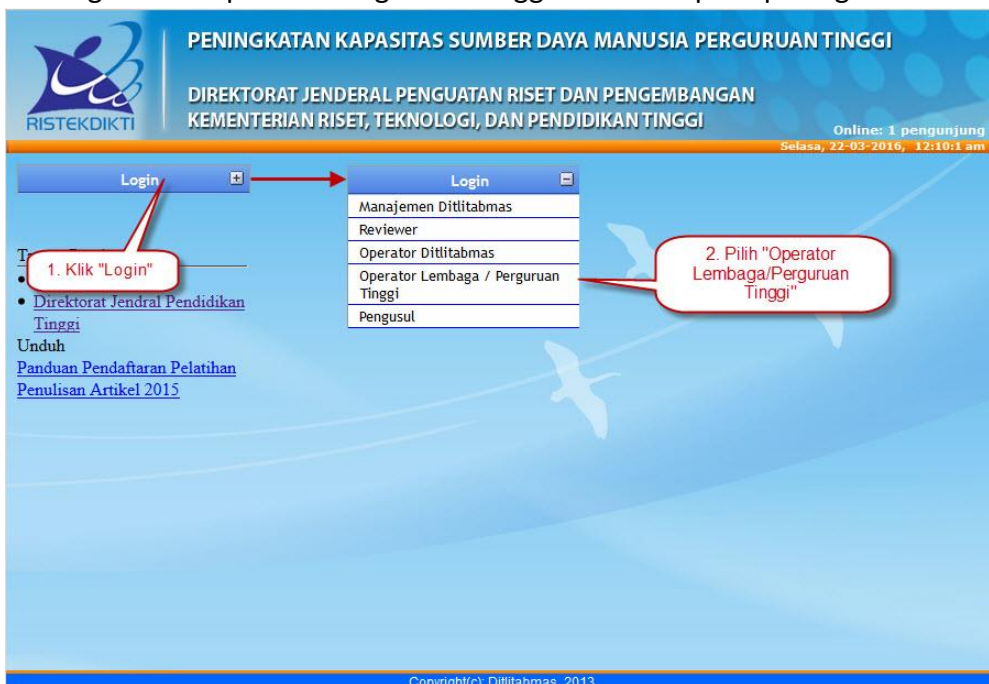 PENINGKATAN KAPASITAS SUMBER DAYA MANUSIA PERGURUAN TINGGI
DIREKTORAT JENDERAL PENGUATAN RISET DAN PENGEMBANGAN
KEMENTERIAN RISET, TEKNOLOGI, DAN PENDIDIKAN TINGGI
RISTEKDIKTI
Online: 1 pengunjung
Selasa, 22-03-2016, 12:10:1 am
Login
Login
Manajemen Ditlitabmas
Reviewer
Operator Ditlitabmas
Operator Lembaga / Perguruan
Tinggi
Pengusul
1. Klik "Login"
2. Pilih "Operator
Lembaga/Perguruan
Tinggi"
Direktorat Jendral Pendidikan
Tinggi
Unduh
Panduan Pendaftaran Pelatihan
Penulisan Artikel 2015
Copyright(c): Ditlitabmas, 2013